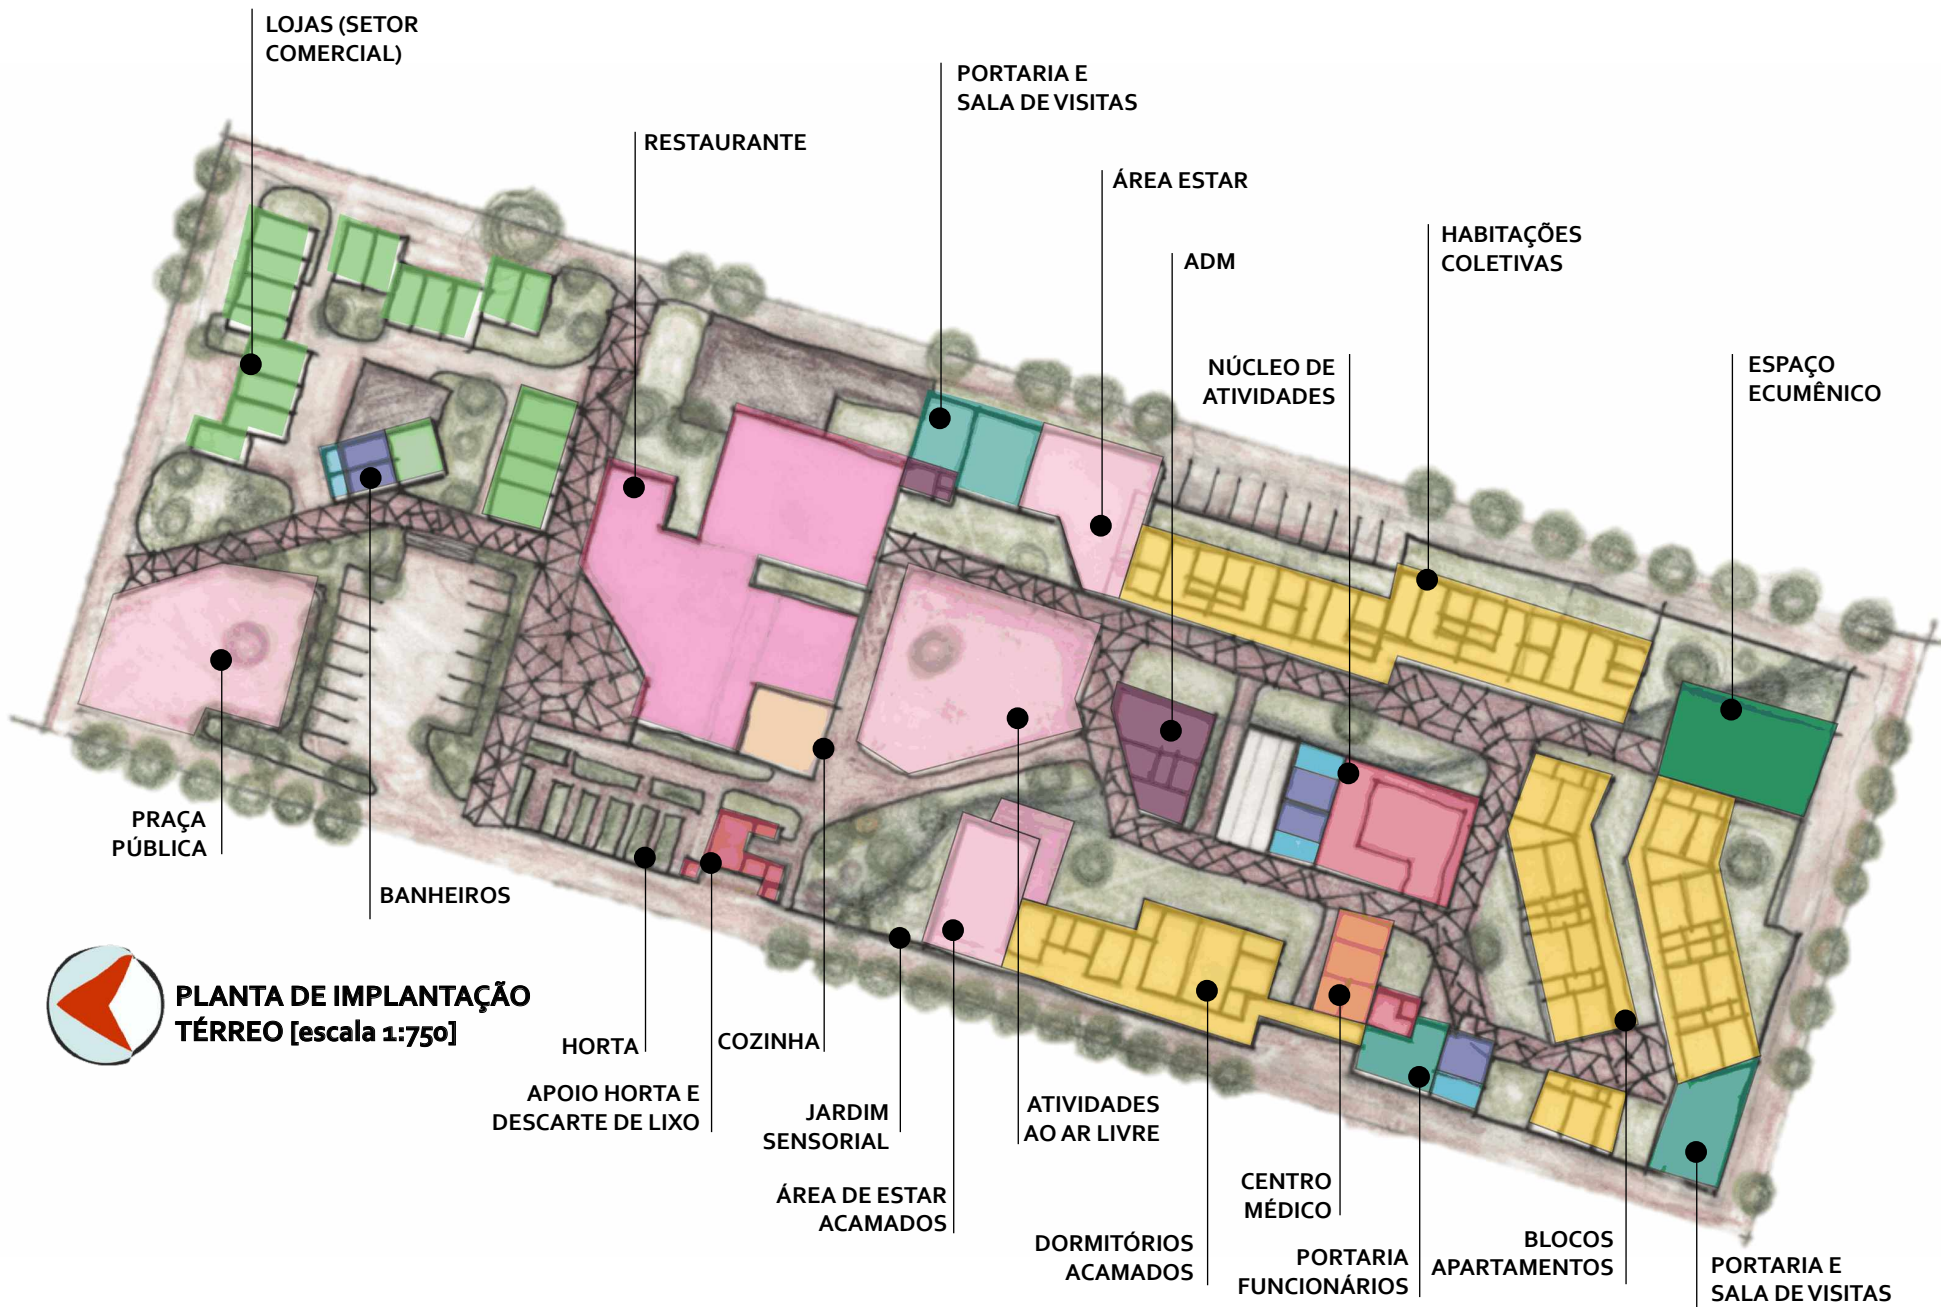 LOJAS (SETOR
COMERCIAL)
PORTARIA E
SALA DE VISITAS
RESTAURANTE
ÁREA ESTAR
HABITAÇÕES
COLETIVAS
ADM
NÚCLEO DE
ATIVIDADES
ESPAÇO
ECUMÊNICO
PRAÇA
PÚBLICA
BANHEIROS
PLANTA DE IMPLANTAÇÃO
TÉRREO [escala 1:750]
HORTA
COZINHA
APOIO HORTA E
DESCARTE DE LIXO
JARDIM
SENSORIAL
ATIVIDADES
AO AR LIVRE
ÁREA DE ESTAR
ACAMADOS
CENTRO
MÉDICO
DORMITÓRIOS
ACAMADOS
PORTARIA
FUNCIONÁRIOS
BLOCOS
APARTAMENTOS
PORTARIA E
SALA DE VISITAS